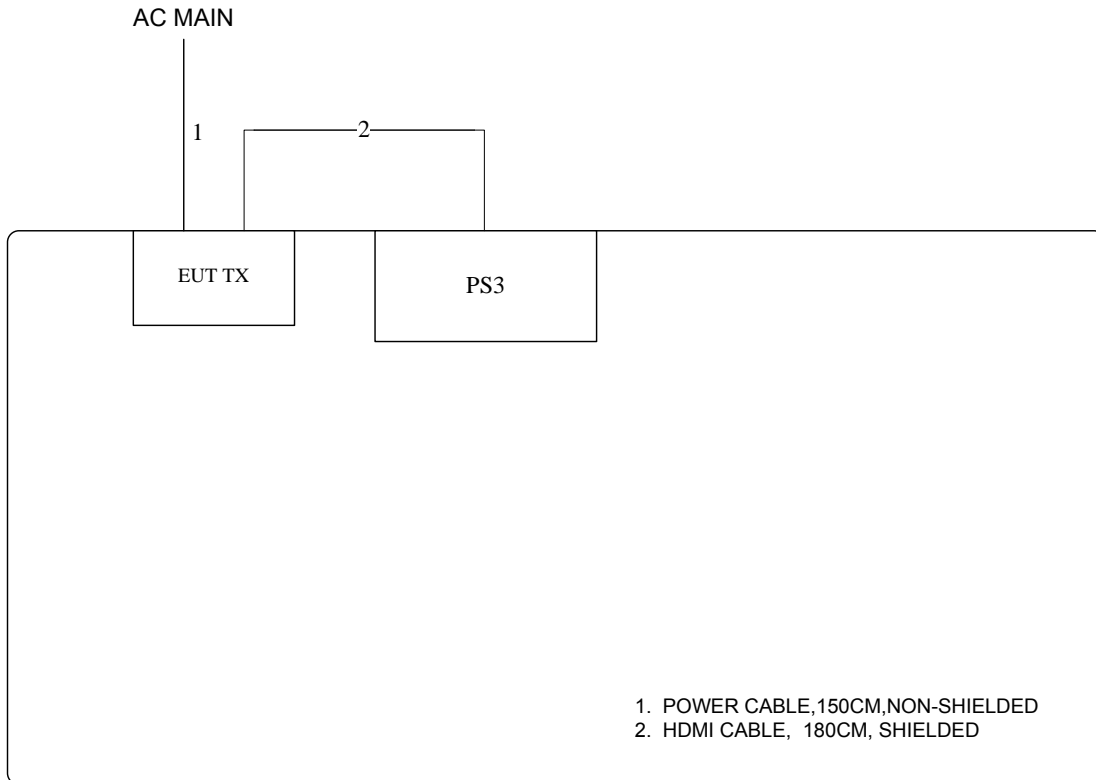 AC MAIN
1
2
EUT TX
PS3
1. POWER CABLE,150CM,NON-SHIELDED
2. HDMI CABLE, 180CM, SHIELDED